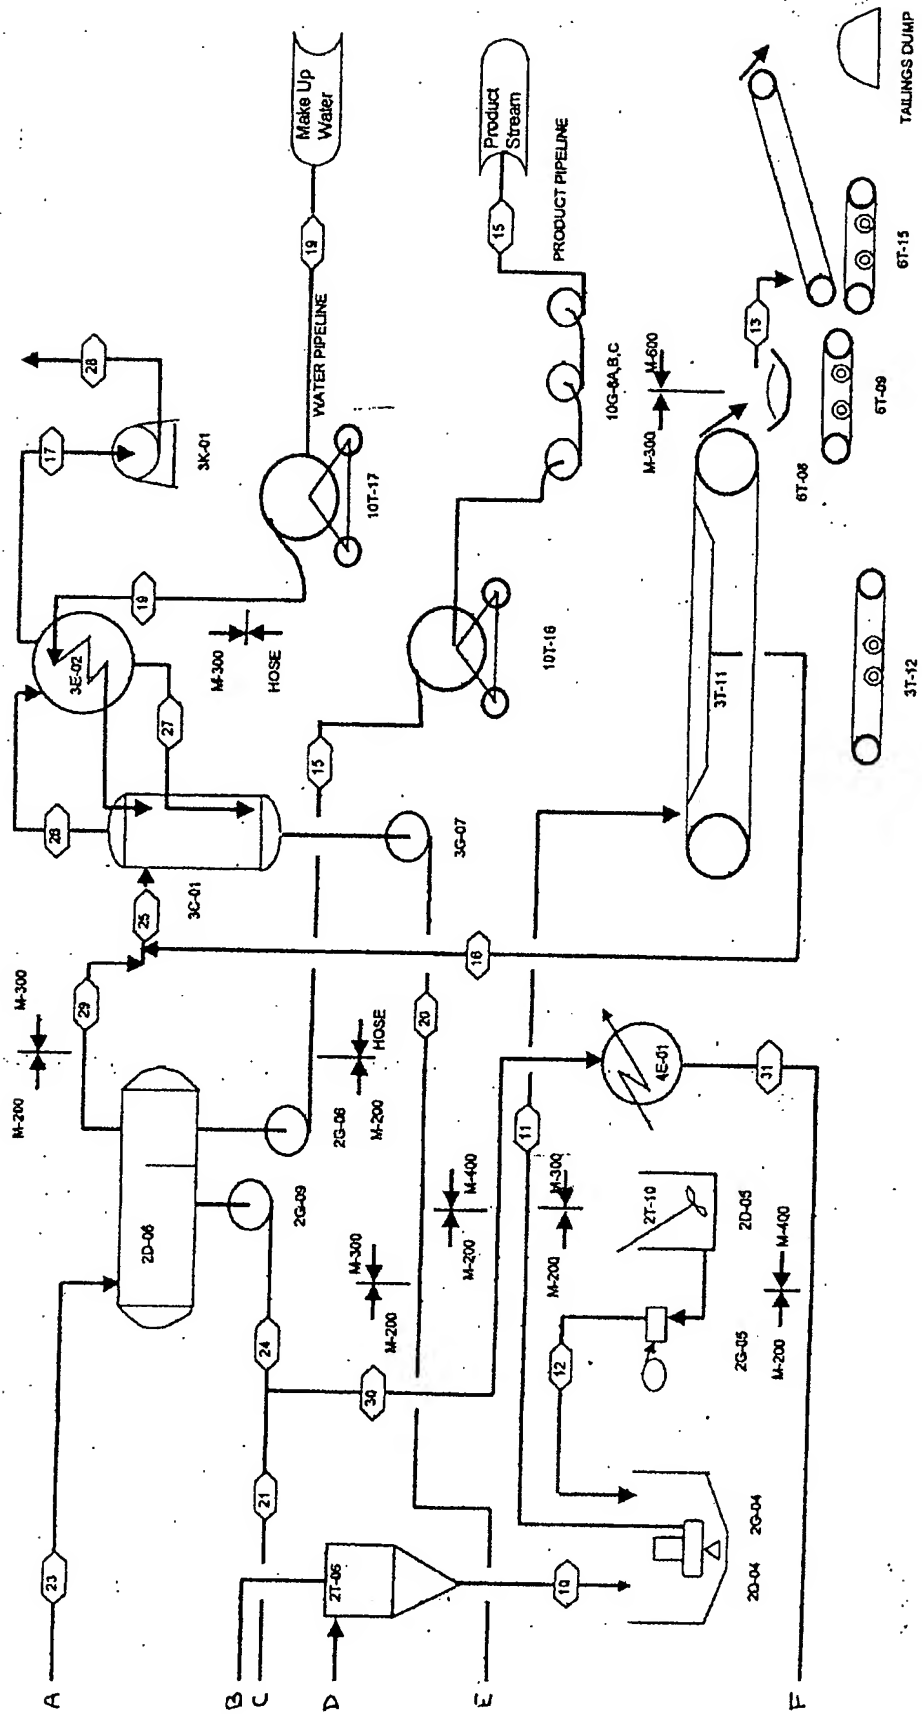 A
23
2D-06
M-200
M-300
29
25
3C-01
28
3E-02
27
17
28
3K-01
19
M-300
HOSE
10T-17
WATER PIPELINE
19
Make Up
Water
B
C
21
24
2G-09
2G-08
M-200
HOSE
15
10T-16
10G-6A,B,C
15
PRODUCT PIPELINE
Product
Stream
D
2T-06
30
M-200
M-300
20
3G-07
16
E
10
M-200
M-400
11
M-200
M-300
4E-01
31
12
2T-10
2D-05
2G-05
2D-04
2G-04
M-200
M-400
3T-11
M-300
M-600
13
6T-08
F
3T-12
6T-09
6T-15
TAILINGS DUMP